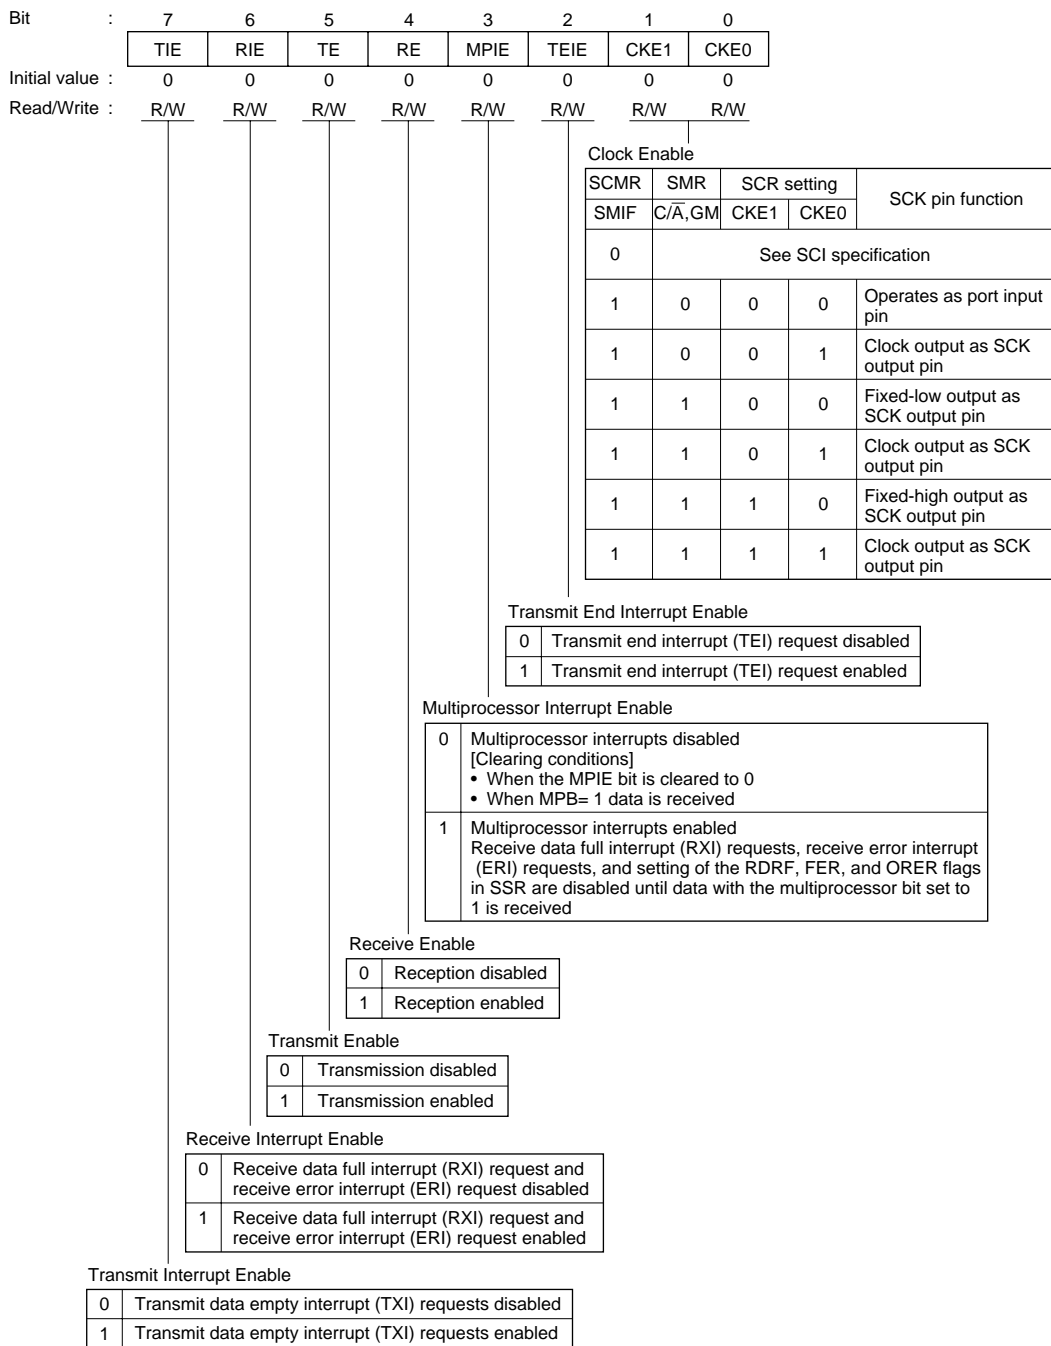 Bit : 7 6 5 4 3 2 1 0
TIE RIE TE RE MPIE TEIE CKE1 CKE0
Initial value : 0 0 0 0 0 0 0 0
Read/Write : R/W R/W R/W R/W R/W R/W R/W R/W
Clock Enable
SCMR SMR SCR setting SCK pin function
SMIF C/A̅,GM CKE1 CKE0
0 See SCI specification
1 0 0 0 Operates as port input
pin
1 0 0 1 Clock output as SCK
output pin
1 1 0 0 Fixed-low output as
SCK output pin
1 1 0 1 Clock output as SCK
output pin
1 1 1 0 Fixed-high output as
SCK output pin
1 1 1 1 Clock output as SCK
output pin
Transmit End Interrupt Enable
0 Transmit end interrupt (TEI) request disabled
1 Transmit end interrupt (TEI) request enabled
Multiprocessor Interrupt Enable
0 Multiprocessor interrupts disabled
[Clearing conditions]
• When the MPIE bit is cleared to 0
• When MPB= 1 data is received
1 Multiprocessor interrupts enabled
Receive data full interrupt (RXI) requests, receive error interrupt
(ERI) requests, and setting of the RDRF, FER, and ORER flags
in SSR are disabled until data with the multiprocessor bit set to
1 is received
Receive Enable
0 Reception disabled
1 Reception enabled
Transmit Enable
0 Transmission disabled
1 Transmission enabled
Receive Interrupt Enable
0 Receive data full interrupt (RXI) request and
receive error interrupt (ERI) request disabled
1 Receive data full interrupt (RXI) request and
receive error interrupt (ERI) request enabled
Transmit Interrupt Enable
0 Transmit data empty interrupt (TXI) requests disabled
1 Transmit data empty interrupt (TXI) requests enabled